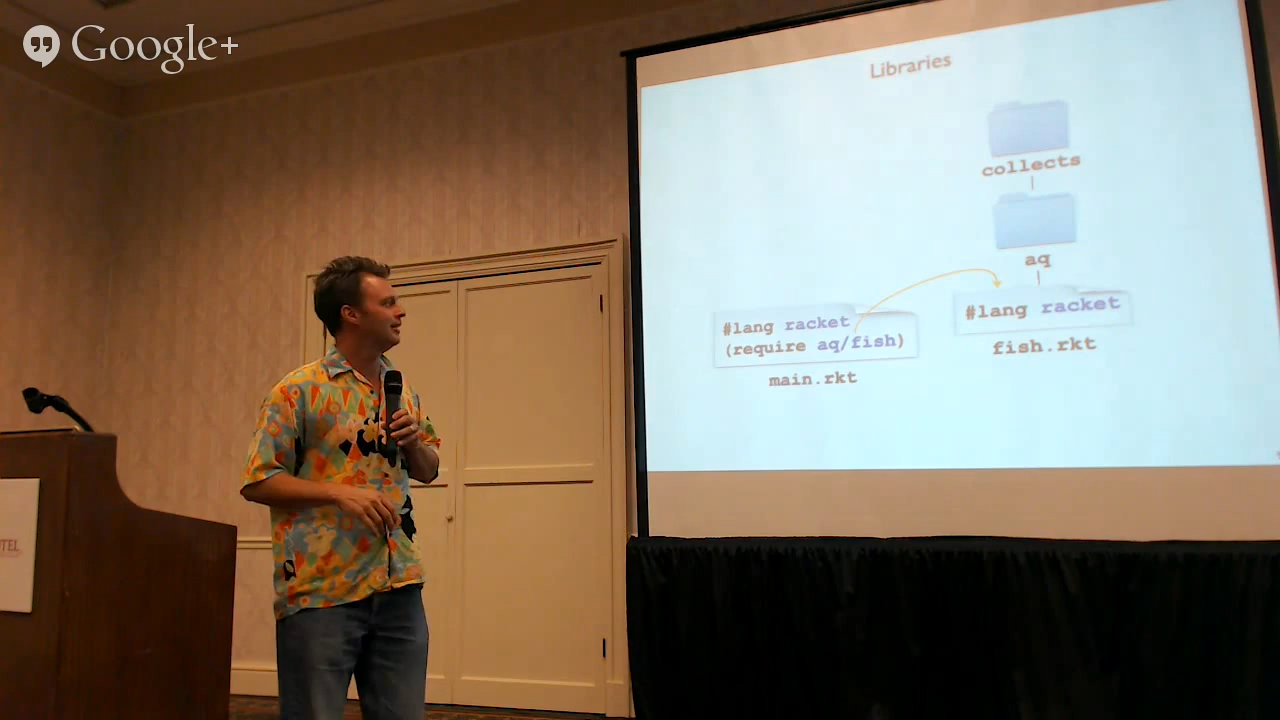 Google+
Libraries
collects
aq
#lang racket
(require aq/fish)
main.rkt
#lang racket
fish.rkt